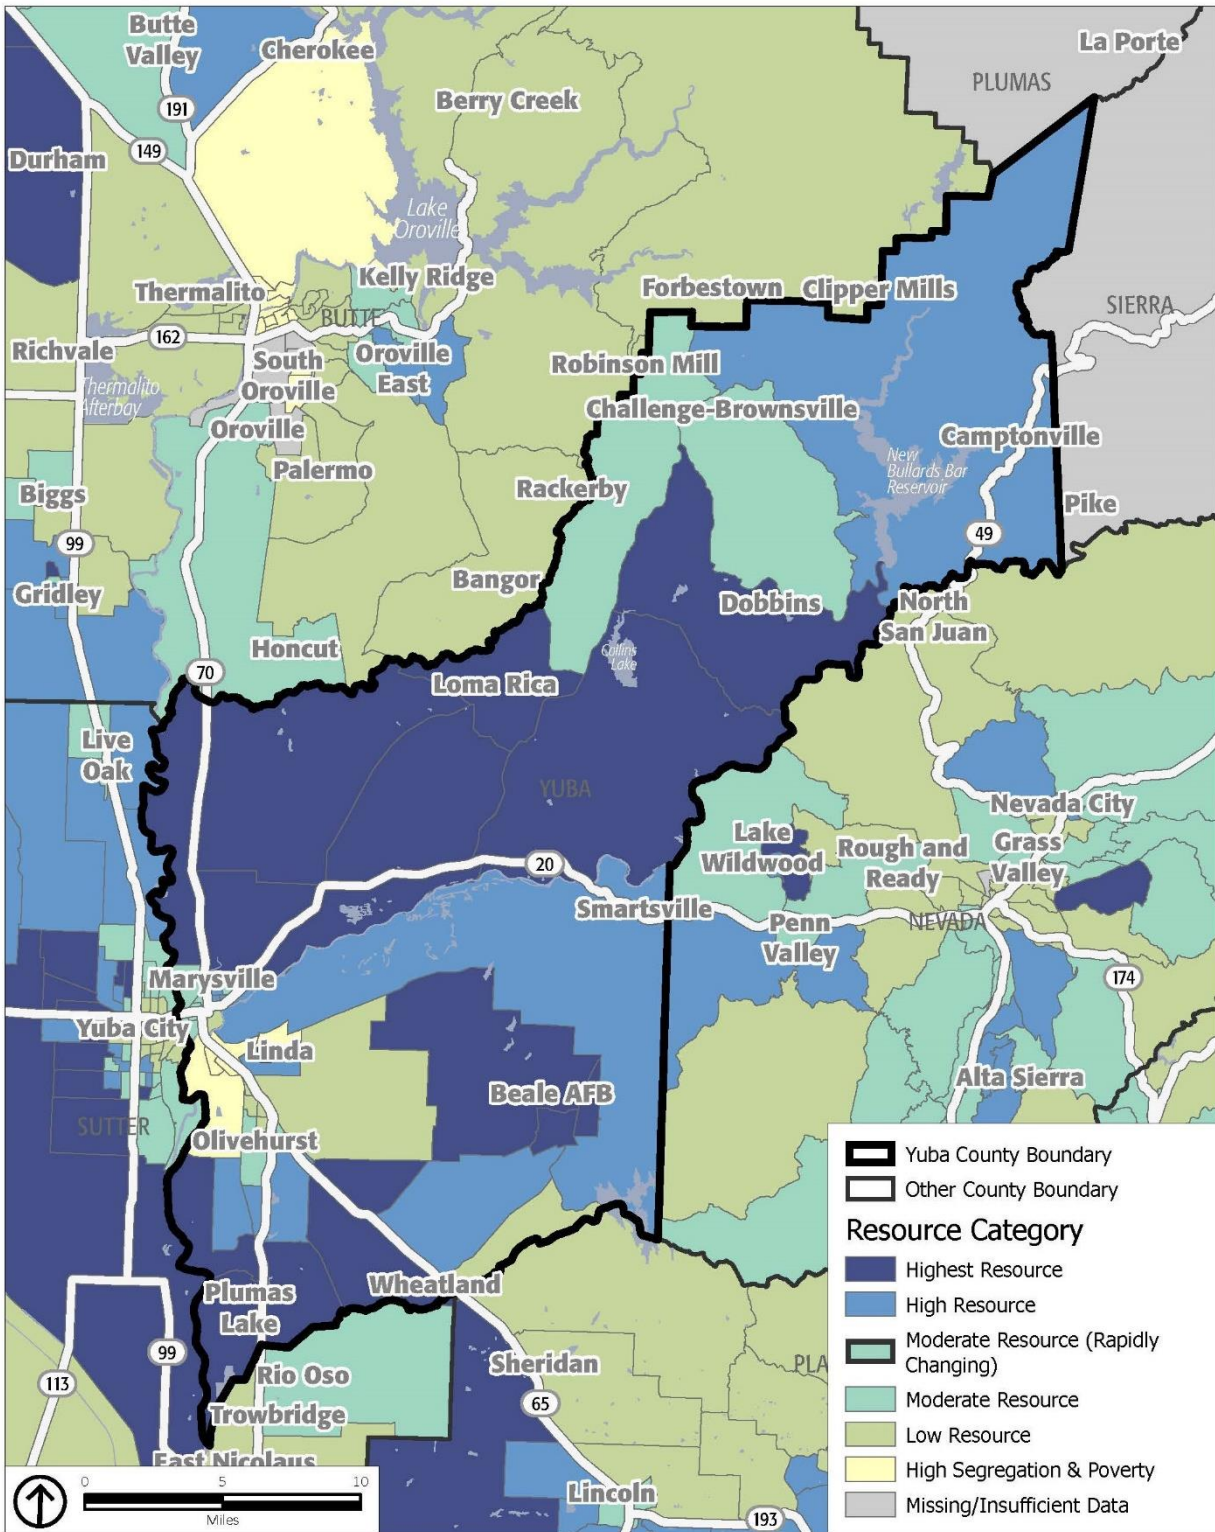 Butte
Valley
Cherokee
La Porte
PLUMAS
Berry Creek
191
149
Durham
Lake
Oroville
Kelly Ridge
Thermalito
BUTTE
Forbestown
Clipper Mills
SIERRA
162
Richvale
South
Oroville
Oroville
East
Robinson Mill
Thermalito
Afterbay
Challenge-Brownsville
Oroville
Camptonville
New
Bullards Bar
Reservoir
Palermo
Biggs
Rackerby
Pike
99
49
Gridley
Bangor
Dobbins
North
San Juan
Honcut
Collins
Lake
70
Loma Rica
Live
Oak
YUBA
Nevada City
Lake
Wildwood
Rough and
Ready
Grass
Valley
20
Smartsville
Penn
Valley
NEVADA
Marysville
174
Yuba City
Linda
Beale AFB
Alta Sierra
SUTTER
Olivehurst
Plumas
Lake
Wheatland
99
113
Sheridan
PLA
Rio Oso
65
Trowbridge
East Nicolaus
Lincoln
193
Yuba County Boundary
Other County Boundary
Resource Category
Highest Resource
High Resource
Moderate Resource (Rapidly
Changing)
Moderate Resource
Low Resource
High Segregation & Poverty
Missing/Insufficient Data
0 5 10
Miles